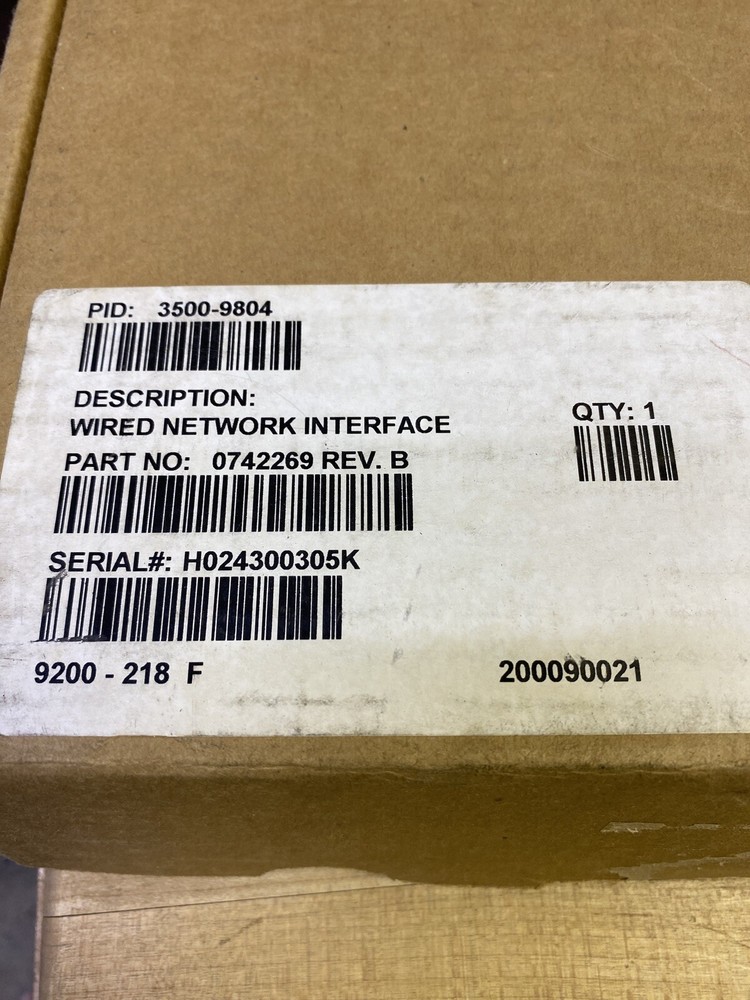 PID: 3500-9804
DESCRIPTION:
WIRED NETWORK INTERFACE
QTY: 1
PART NO: 0742269 REV. B
SERIAL#: H024300305K
9200 - 218 F
200090021